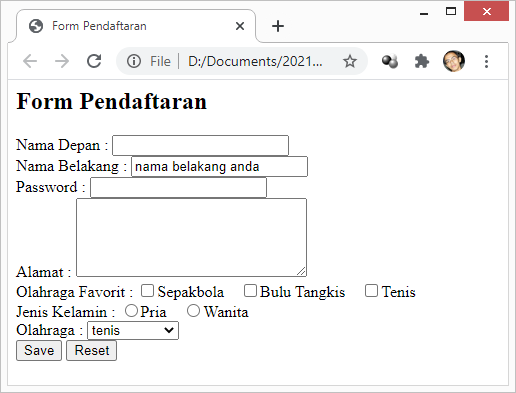 Form Pendaftaran
File | D:/Documents/2021...
Form Pendaftaran
Nama Depan :
Nama Belakang : nama belakang anda
Password :
Alamat :
Olahraga Favorit : Sepakbola Bulu Tangkis Tenis
Jenis Kelamin : Pria Wanita
Olahraga : tenis
Save Reset